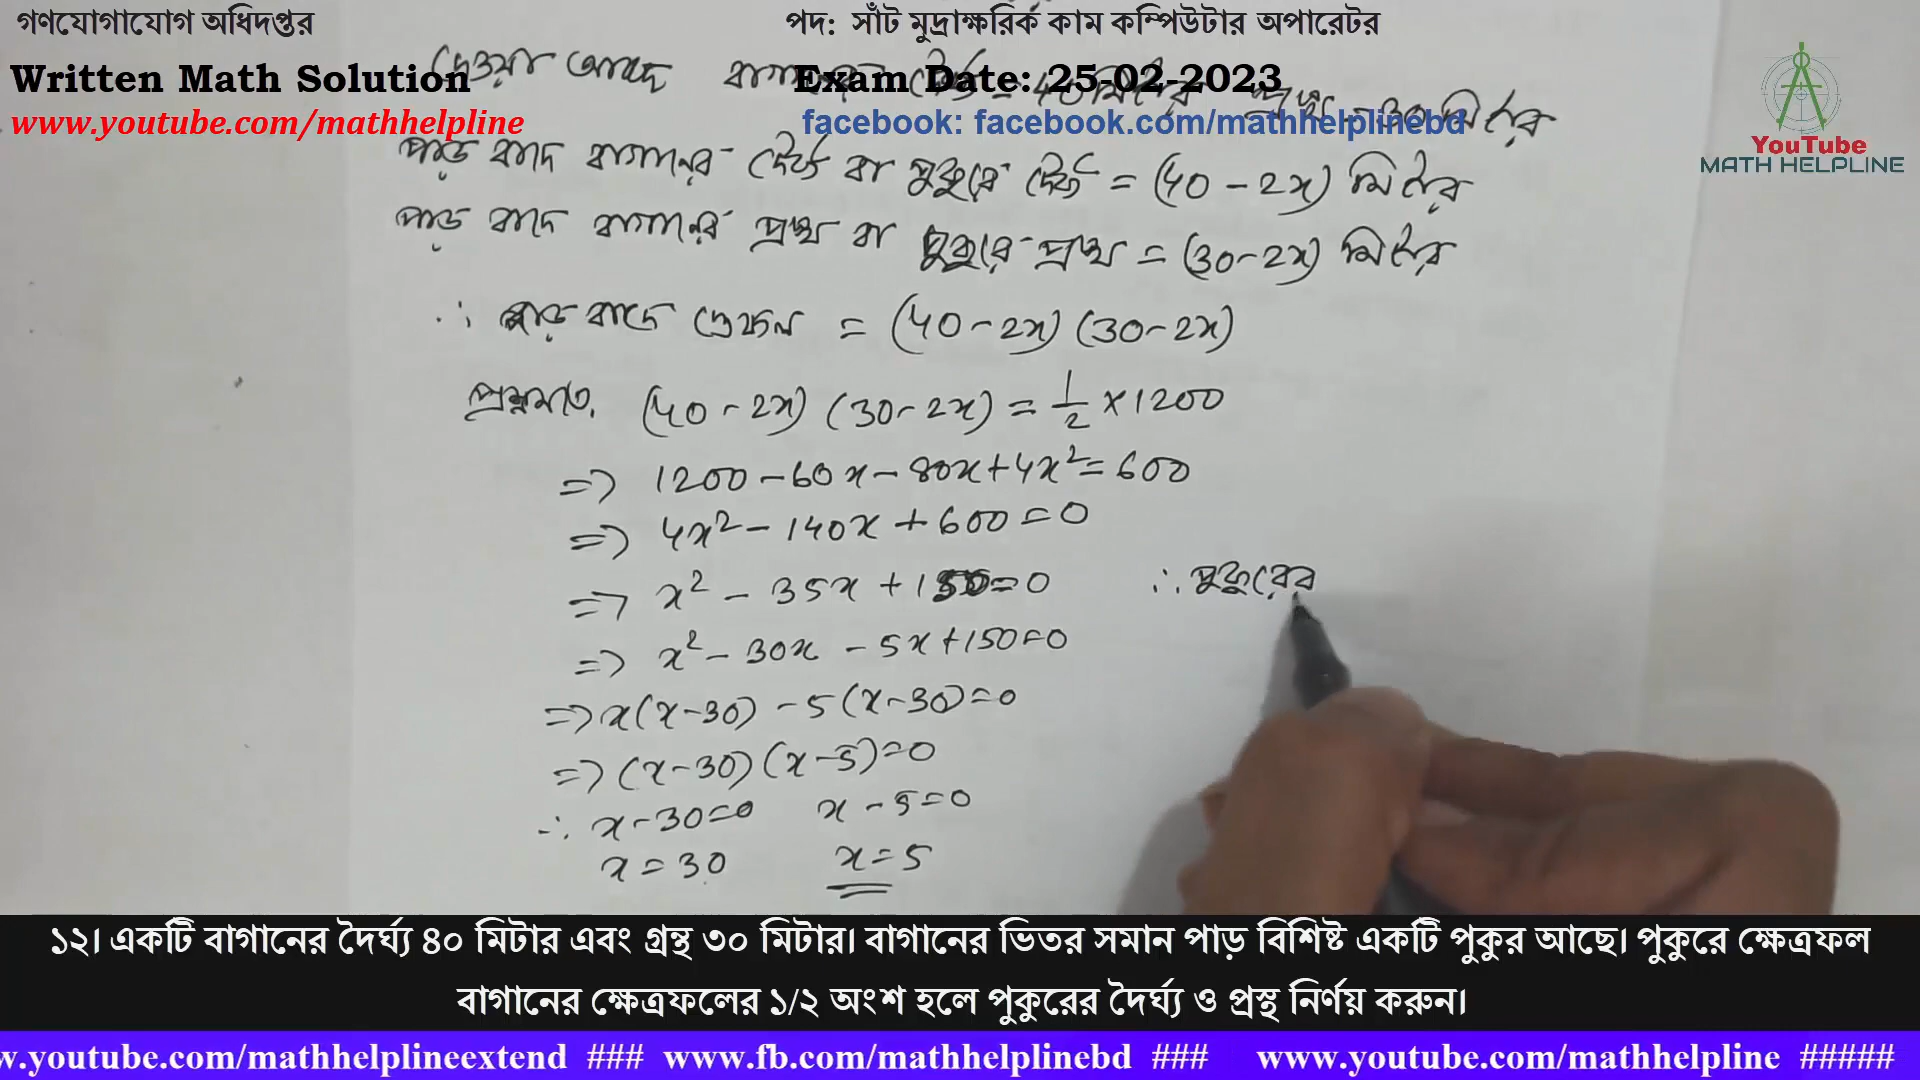 গণযোগাযোগ অধিদপ্তর
পদ: সাঁট মুদ্রাক্ষরিক কাম কম্পিউটার অপারেটর
Written Math Solution
Exam Date: 25-02-2023
www.youtube.com/mathhelpline
facebook: facebook.com/mathhelplinebd
YouTube
MATH HELPLINE
দেওয়া আছে বাগানের দৈর্ঘ্য = 40 মিটার প্রস্থ = 30 মিটার
পাড় বাদে বাগানের দৈর্ঘ্য বা পুকুরে দৈর্ঘ্য = (40 - 2x) মিটার
পাড় বাদে বাগানের প্রস্থ বা পুকুরে প্রস্থ = (30-2x) মিটার
∴ পাড় বাদে ক্ষেত্রফল = (40-2x) (30-2x)
প্রশ্নমতে, (40-2x) (30-2x) = 1/2 × 1200
=> 1200 - 60x - 80x + 4x² = 600
=> 4x² - 140x + 600 = 0
=> x² - 35x + 150 = 0
∴ পুকুরের
=> x² - 30x - 5x + 150 = 0
=> x(x-30) - 5(x-30) = 0
=> (x-30) (x-5) = 0
∴ x-30=0 x-5=0
x = 30 x = 5
১২। একটি বাগানের দৈর্ঘ্য ৪০ মিটার এবং গ্রন্থ ৩০ মিটার। বাগানের ভিতর সমান পাড় বিশিষ্ট একটি পুকুর আছে। পুকুরে ক্ষেত্রফল
বাগানের ক্ষেত্রফলের ১/২ অংশ হলে পুকুরের দৈর্ঘ্য ও প্রস্থ নির্ণয় করুন।
w.youtube.com/mathhelplineextend ### www.fb.com/mathhelplinebd ### www.youtube.com/mathhelpline #####